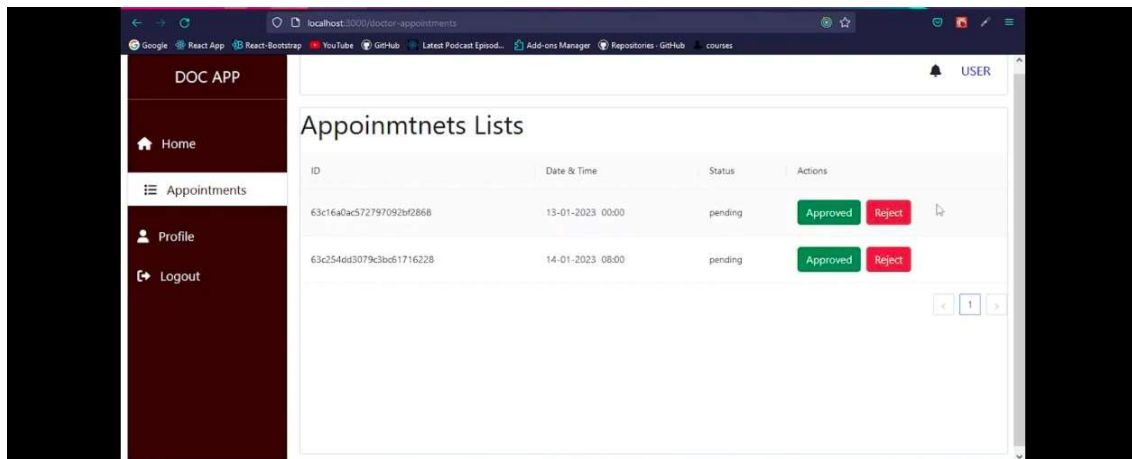 localhost:3000/doctor-appointments
Google React App React-Bootstrap YouTube GitHub Latest Podcast Episod... Add-ons Manager Repositories · GitHub courses
DOC APP
USER
Home
Appointments
Profile
Logout
Appoinmtnets Lists
ID Date & Time Status Actions
63c16a0ac572797092bf2868 13-01-2023 00:00 pending Approved Reject
63c254dd3079c3bc61716228 14-01-2023 08:00 pending Approved Reject
1